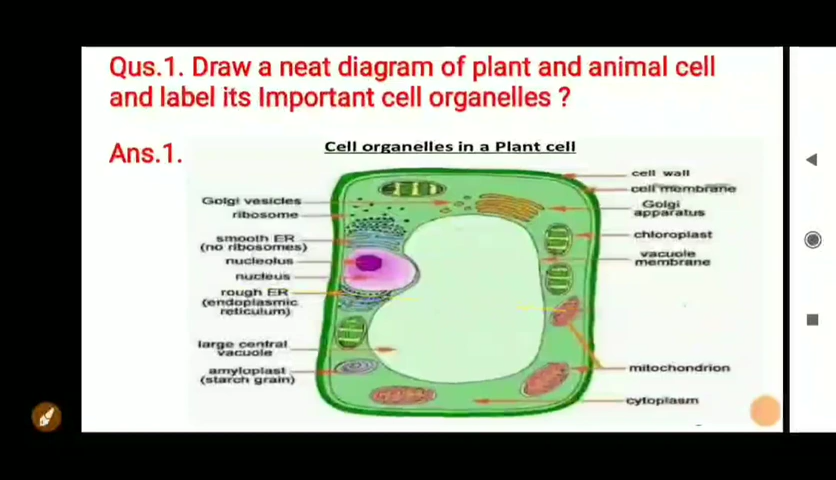 Qus.1. Draw a neat diagram of plant and animal cell
and label its Important cell organelles ?
Ans.1.
Cell organelles in a Plant cell
Golgi vesicles
ribosome
smooth ER
(no ribosomes)
nucleolus
nucleus
rough ER
(endoplasmic
reticulum)
large central
vacuole
amyloplast
(starch grain)
cell wall
cell membrane
Golgi
apparatus
chloroplast
vacuole
membrane
mitochondrion
cytoplasm